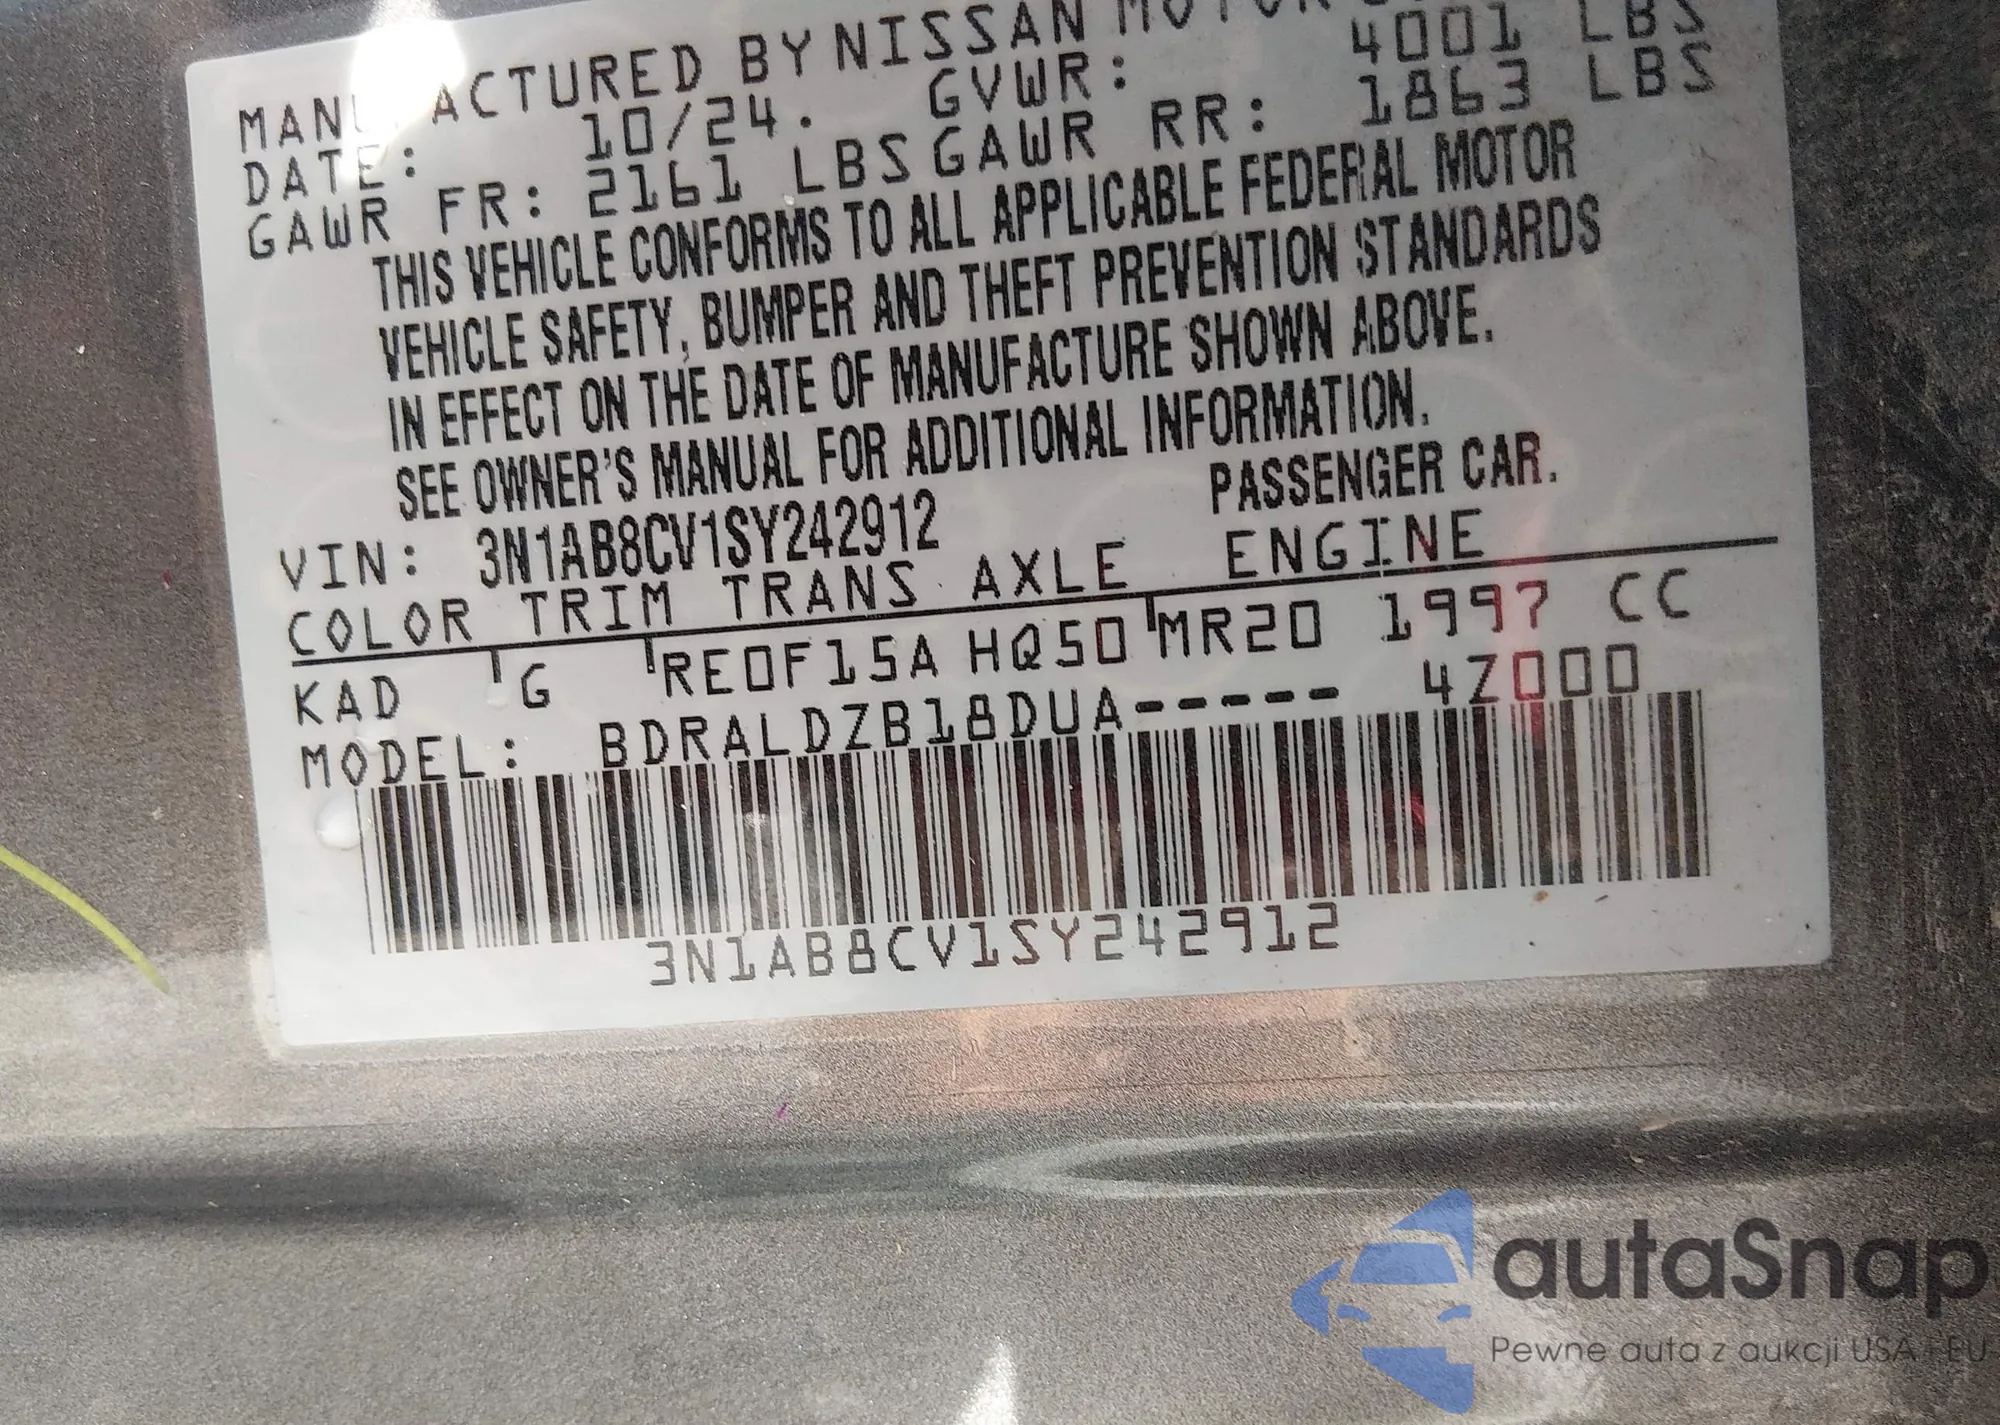 MANUFACTURED BY NISSAN MOTOR
DATE: 10/24. GVWR: 4001 LBS
GAWR FR: 2161 LBS GAWR RR: 1863 LBS
THIS VEHICLE CONFORMS TO ALL APPLICABLE FEDERAL MOTOR
VEHICLE SAFETY, BUMPER AND THEFT PREVENTION STANDARDS
IN EFFECT ON THE DATE OF MANUFACTURE SHOWN ABOVE.
SEE OWNER'S MANUAL FOR ADDITIONAL INFORMATION.
VIN: 3N1AB8CV1SY242912 PASSENGER CAR.
COLOR TRIM TRANS AXLE ENGINE
KAD G RE0F15A HQ50 MR20 1997 CC
MODEL: BDRALDZB18DUA----- 4Z000
3N1AB8CV1SY242912
autaSnap
Pewne auta z aukcji USA i EU